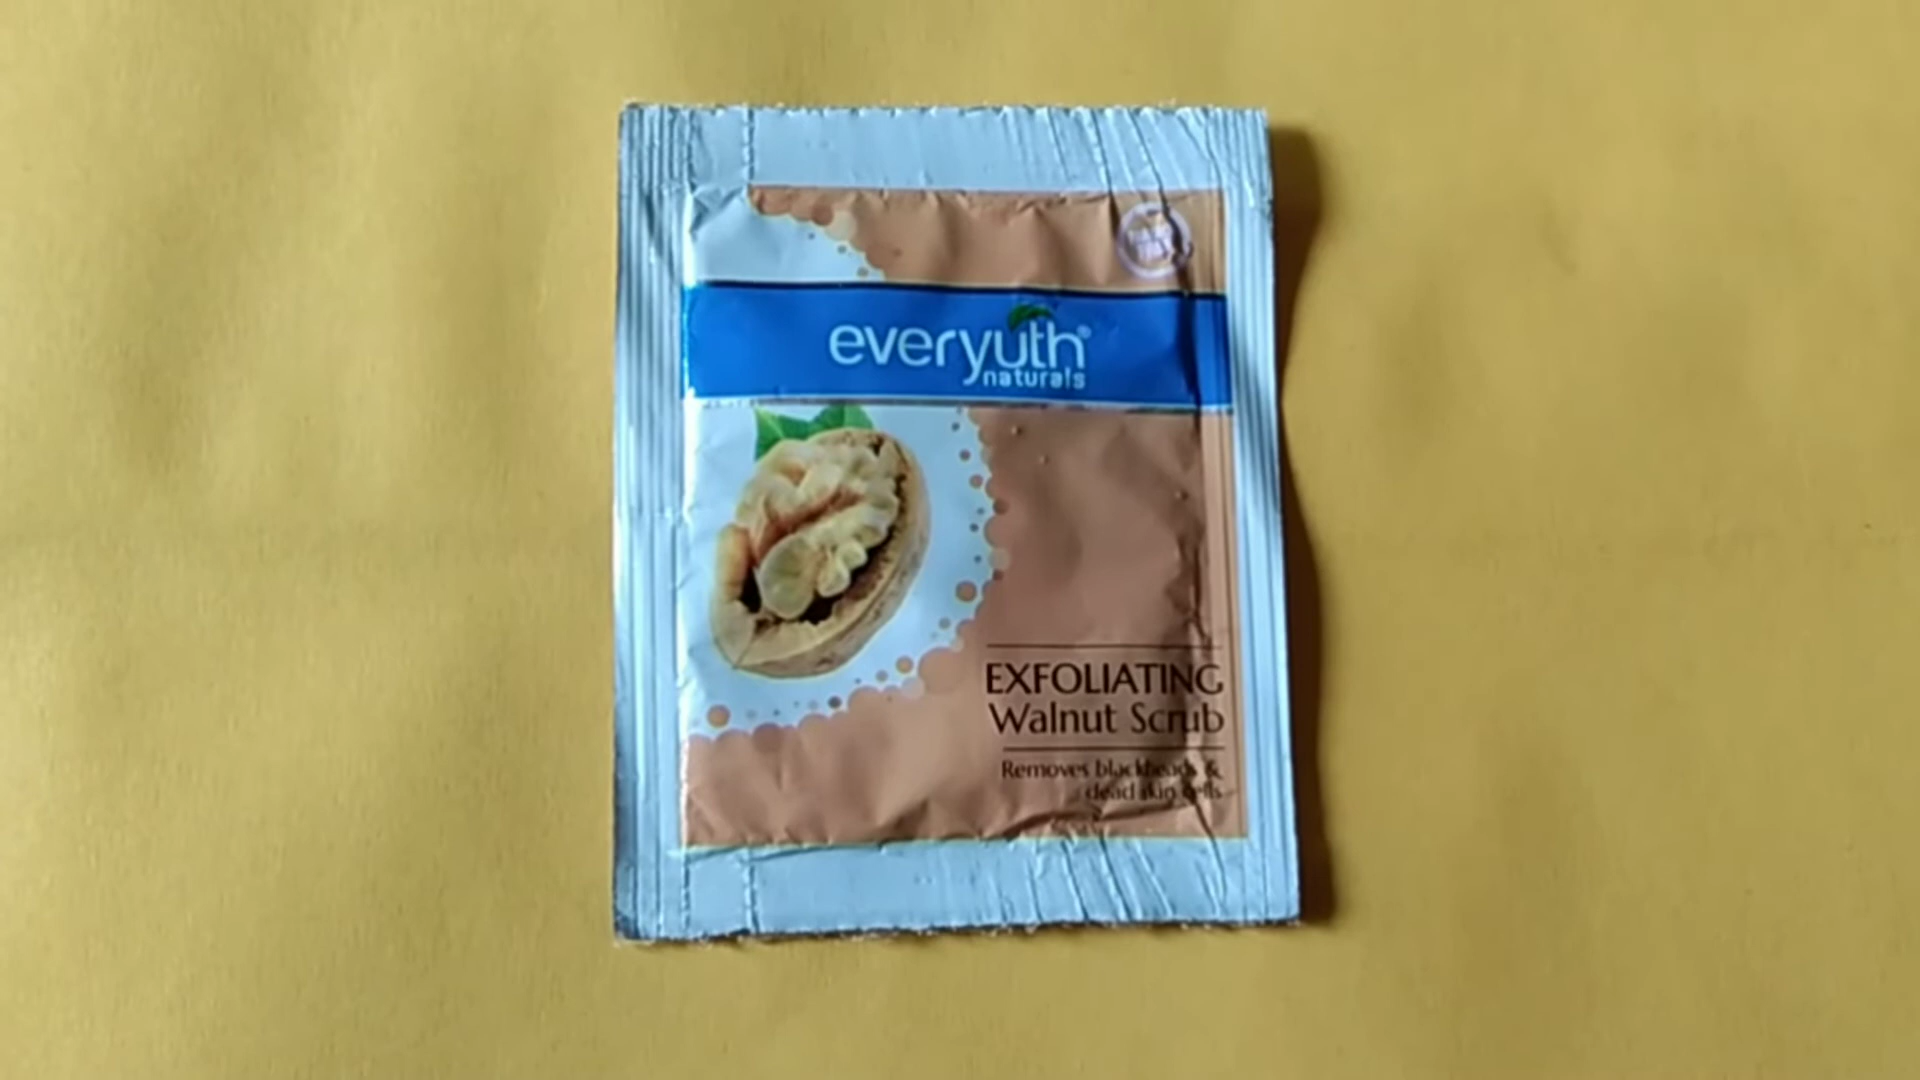 everyuth®
naturals
EXFOLIATING
Walnut Scrub
Removes blackheads &
dead skin cells